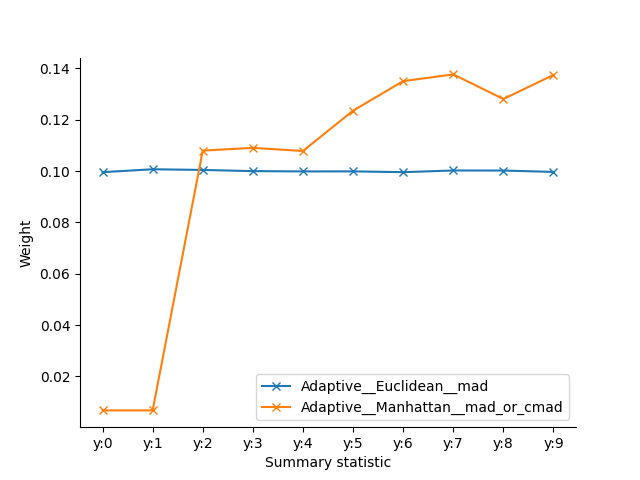 0.14
0.12
0.10
0.08
0.06
0.04
0.02
Weight
Adaptive__Euclidean__mad
Adaptive__Manhattan__mad_or_cmad
y:0 y:1 y:2 y:3 y:4 y:5 y:6 y:7 y:8 y:9
Summary statistic